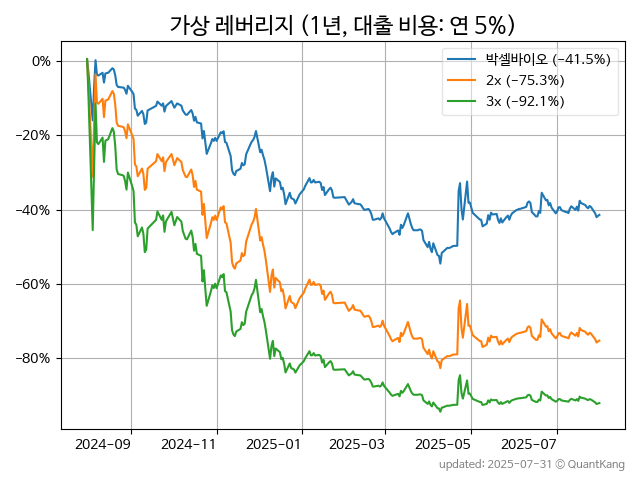 가상 레버리지 (1년, 대출 비용: 연 5%)
박셀바이오 (−41.5%)
2x (−75.3%)
3x (−92.1%)
0%
−20%
−40%
−60%
−80%
2024-09 2024-11 2025-01 2025-03 2025-05 2025-07
updated: 2025-07-31 © QuantKang